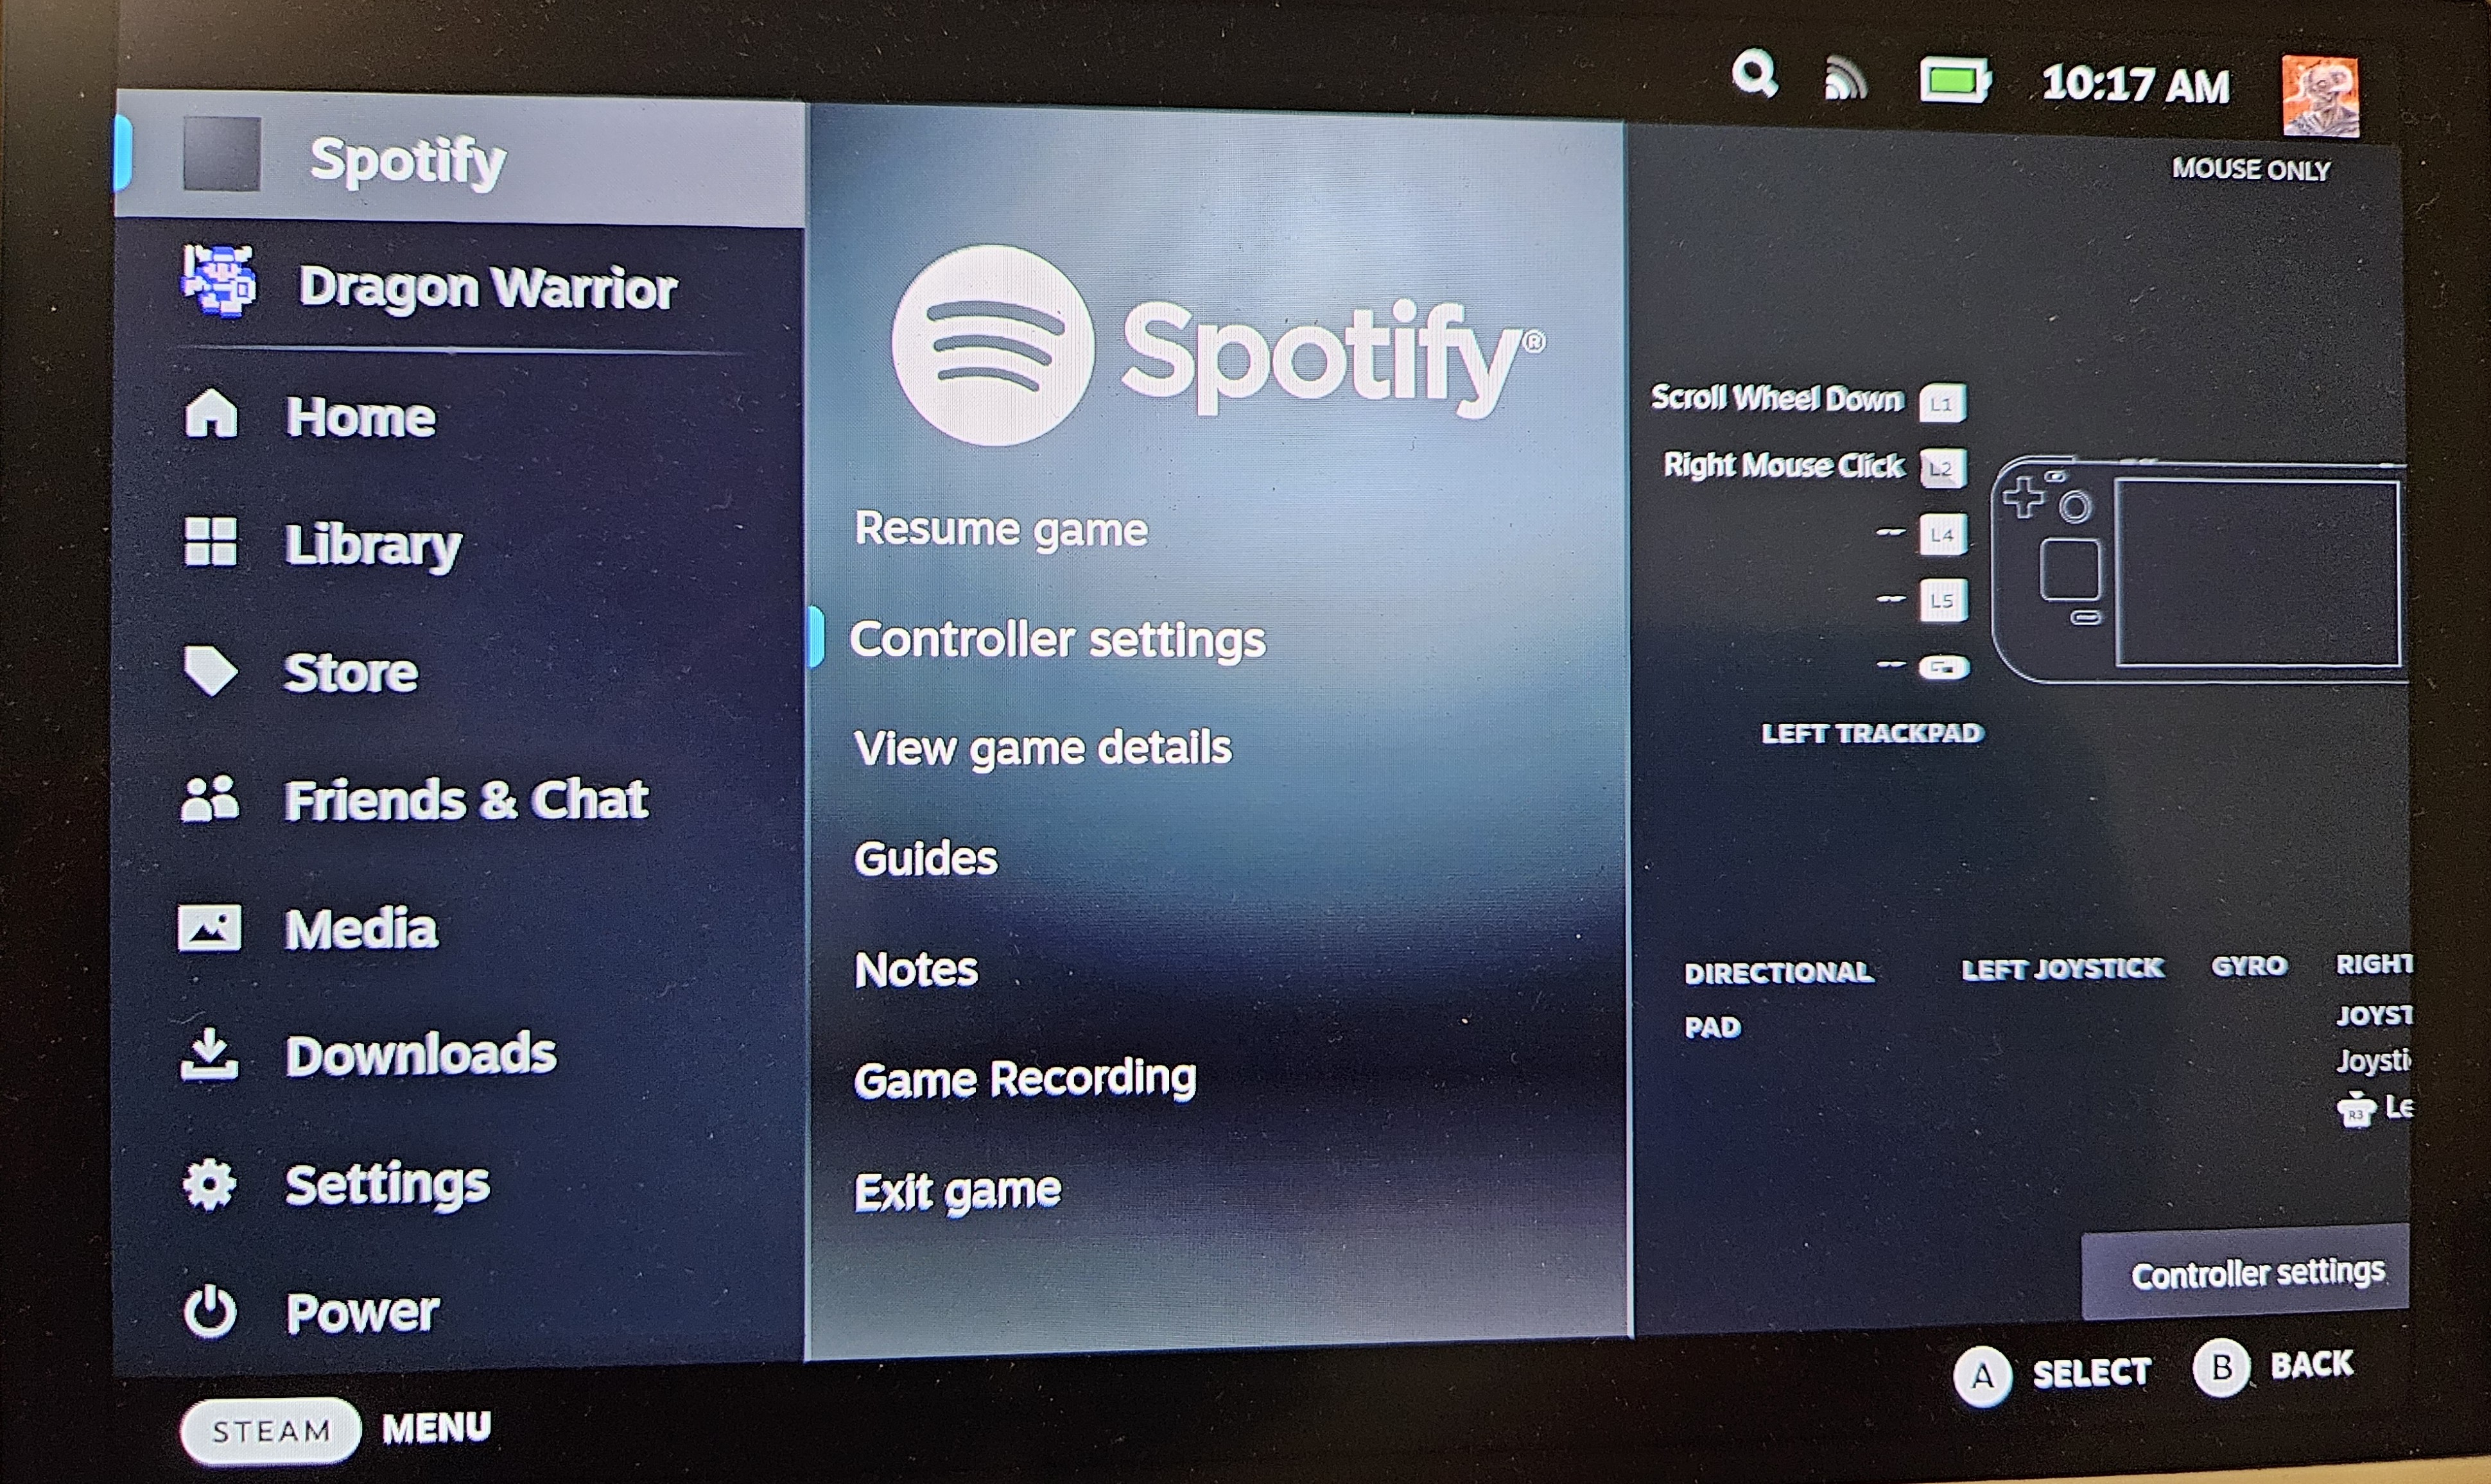 10:17 AM
Spotify
Dragon Warrior
Home
Library
Store
Friends & Chat
Media
Downloads
Settings
Power
Spotify®
Resume game
Controller settings
View game details
Guides
Notes
Game Recording
Exit game
MOUSE ONLY
Scroll Wheel Down L1
Right Mouse Click L2
-- L4
-- L5
--
LEFT TRACKPAD
DIRECTIONAL
PAD
LEFT JOYSTICK
GYRO
RIGHT
JOYST
Joysti
R3 Le
Controller settings
STEAM MENU
A SELECT B BACK